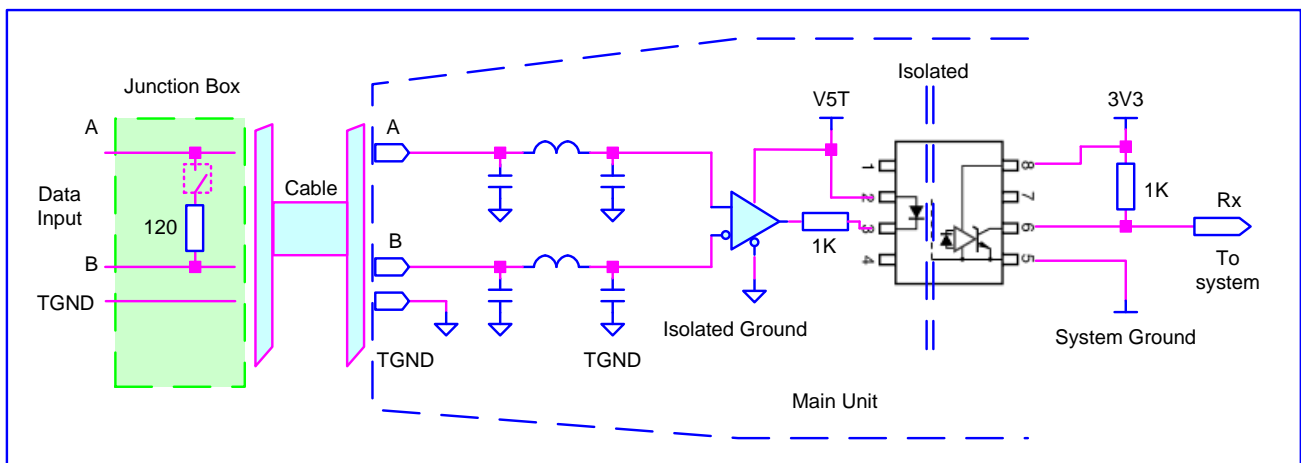 Junction Box
A
Data
Input
120
B
TGND
Cable
A
B
TGND
TGND
Isolated Ground
1K
V5T
Isolated
1
2
3
4
8
7
6
5
3V3
1K
Rx
To
system
System Ground
Main Unit